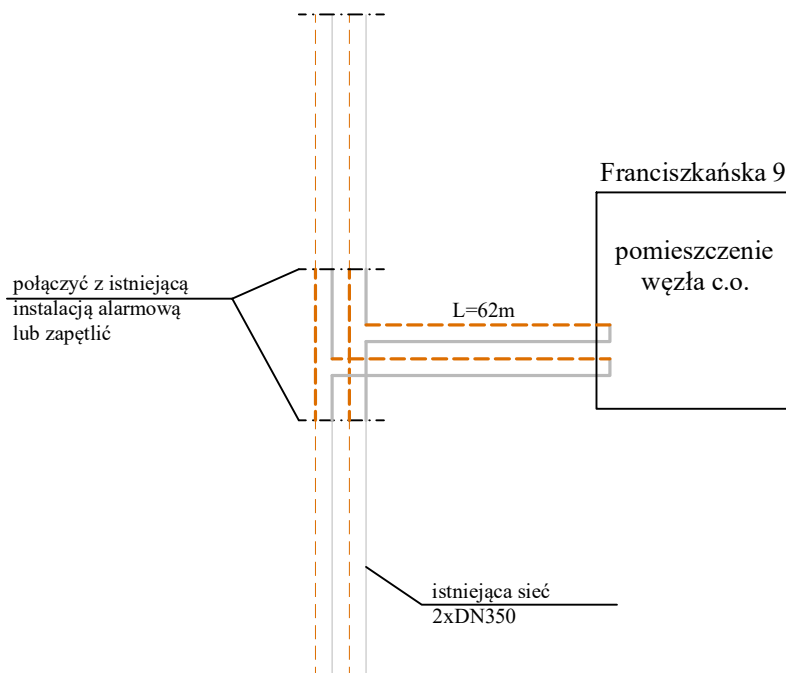 Franciszkańska 9
pomieszczenie
węzła c.o.
połączyć z istniejącą
instalacją alarmową
lub zapętlić
L=62m
istniejąca sieć
2xDN350